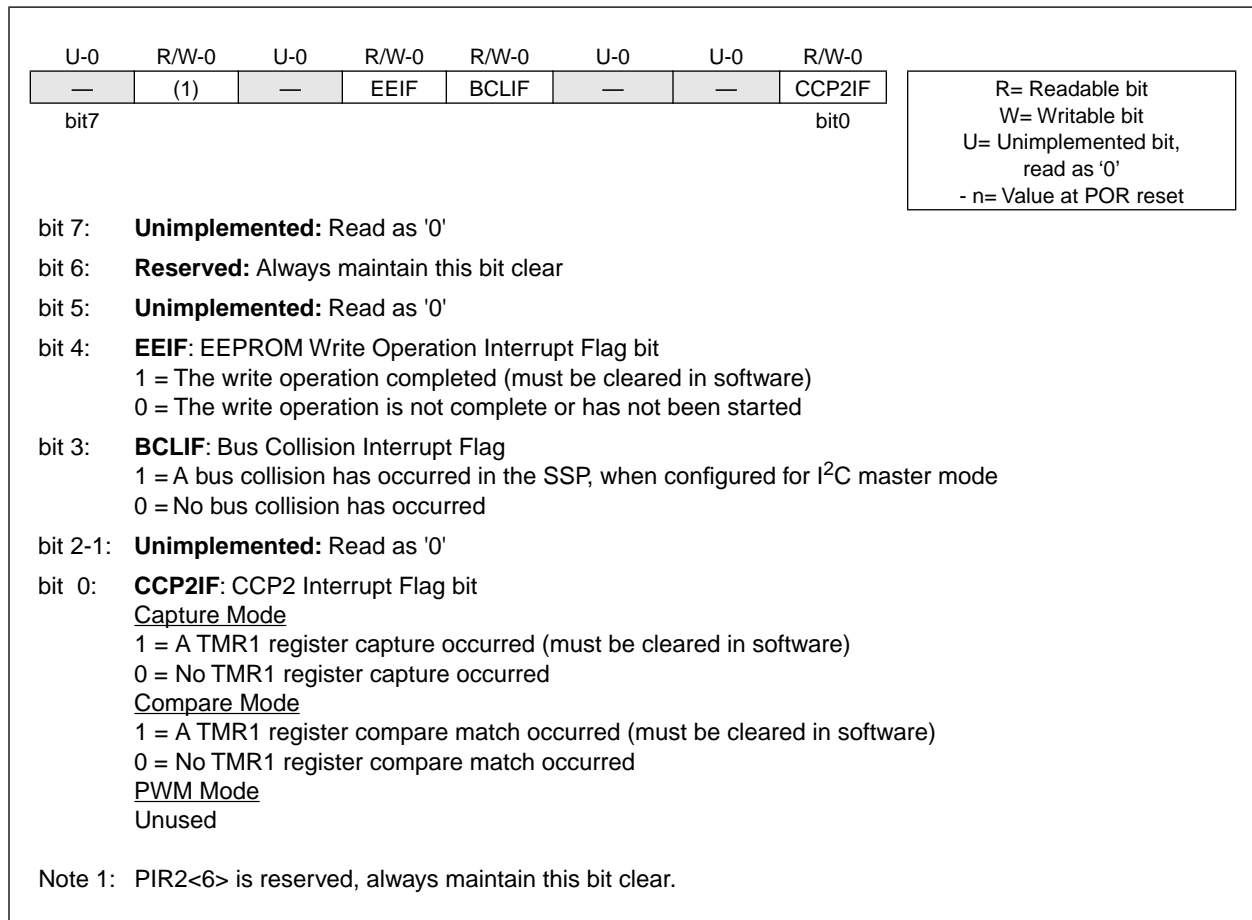 U-0 R/W-0 U-0 R/W-0 R/W-0 U-0 U-0 R/W-0
— (1) — EEIF BCLIF — — CCP2IF
bit7 bit0
R= Readable bit
W= Writable bit
U= Unimplemented bit,
read as ‘0’
- n= Value at POR reset
bit 7: Unimplemented: Read as '0'
bit 6: Reserved: Always maintain this bit clear
bit 5: Unimplemented: Read as '0'
bit 4: EEIF: EEPROM Write Operation Interrupt Flag bit
1 = The write operation completed (must be cleared in software)
0 = The write operation is not complete or has not been started
bit 3: BCLIF: Bus Collision Interrupt Flag
1 = A bus collision has occurred in the SSP, when configured for I²C master mode
0 = No bus collision has occurred
bit 2-1: Unimplemented: Read as '0'
bit 0: CCP2IF: CCP2 Interrupt Flag bit
Capture Mode
1 = A TMR1 register capture occurred (must be cleared in software)
0 = No TMR1 register capture occurred
Compare Mode
1 = A TMR1 register compare match occurred (must be cleared in software)
0 = No TMR1 register compare match occurred
PWM Mode
Unused
Note 1: PIR2<6> is reserved, always maintain this bit clear.